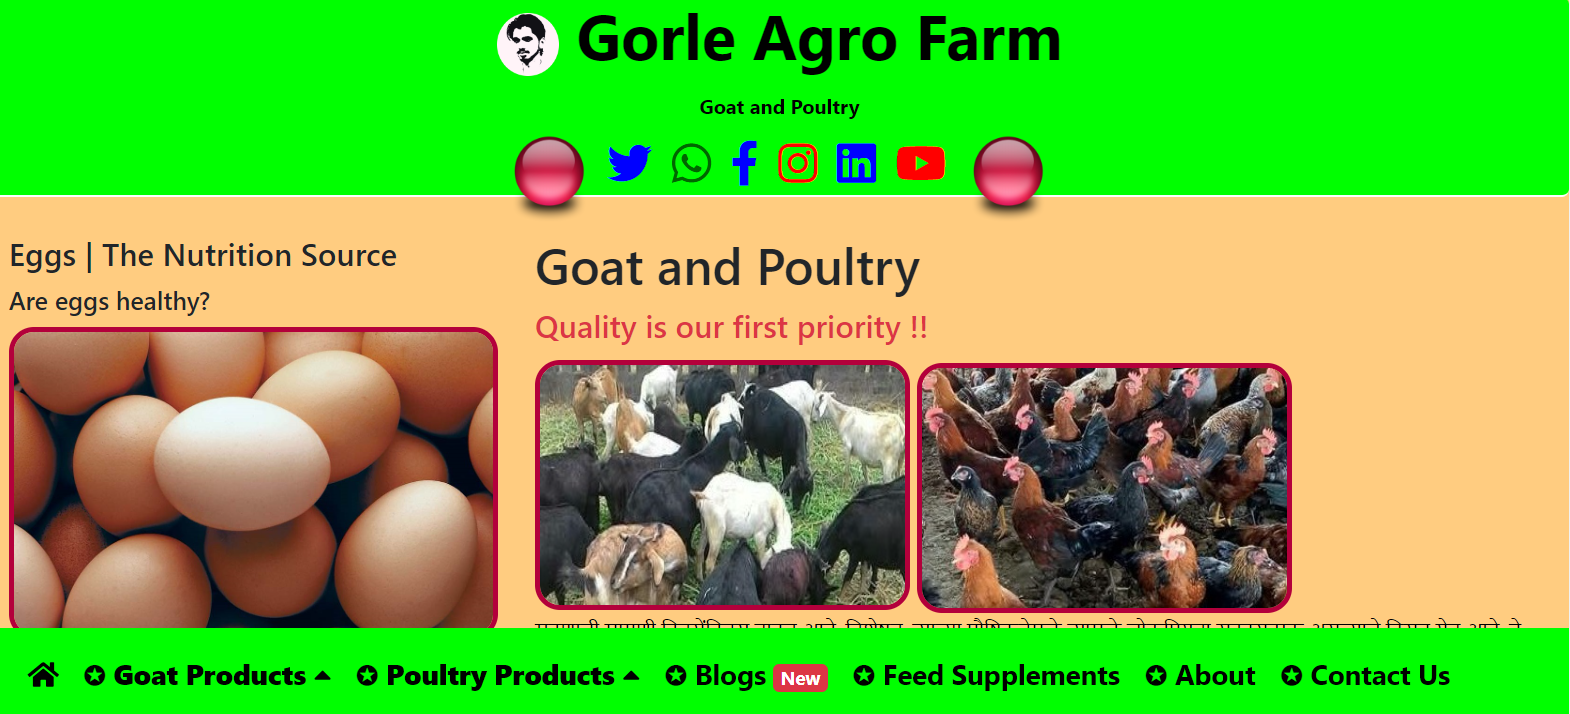 Gorle Agro Farm
Goat and Poultry
Eggs | The Nutrition Source
Are eggs healthy?
Goat and Poultry
Quality is our first priority !!
Goat Products
Poultry Products
Blogs New
Feed Supplements
About
Contact Us